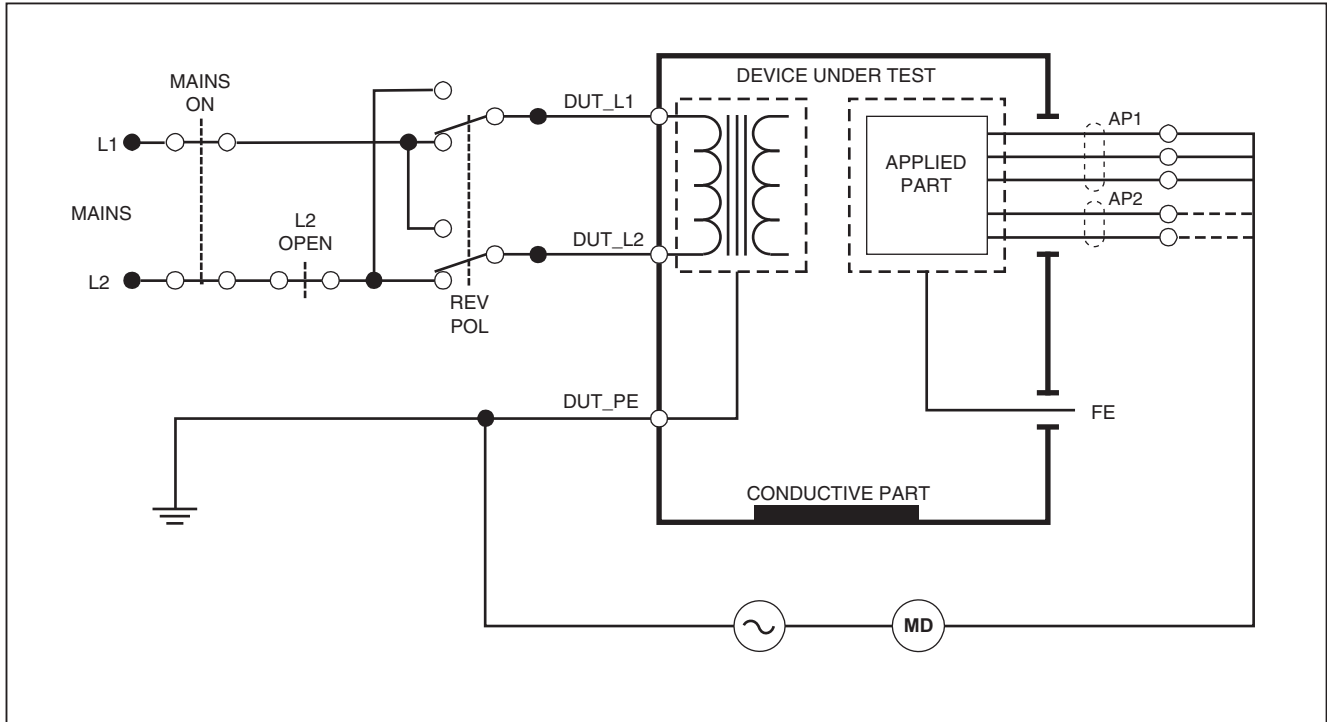 DEVICE UNDER TEST
MAINS
ON
DUT_L1
AP1
L1
APPLIED
PART
MAINS
AP2
L2
OPEN
DUT_L2
L2
REV
POL
DUT_PE
FE
CONDUCTIVE PART
MD